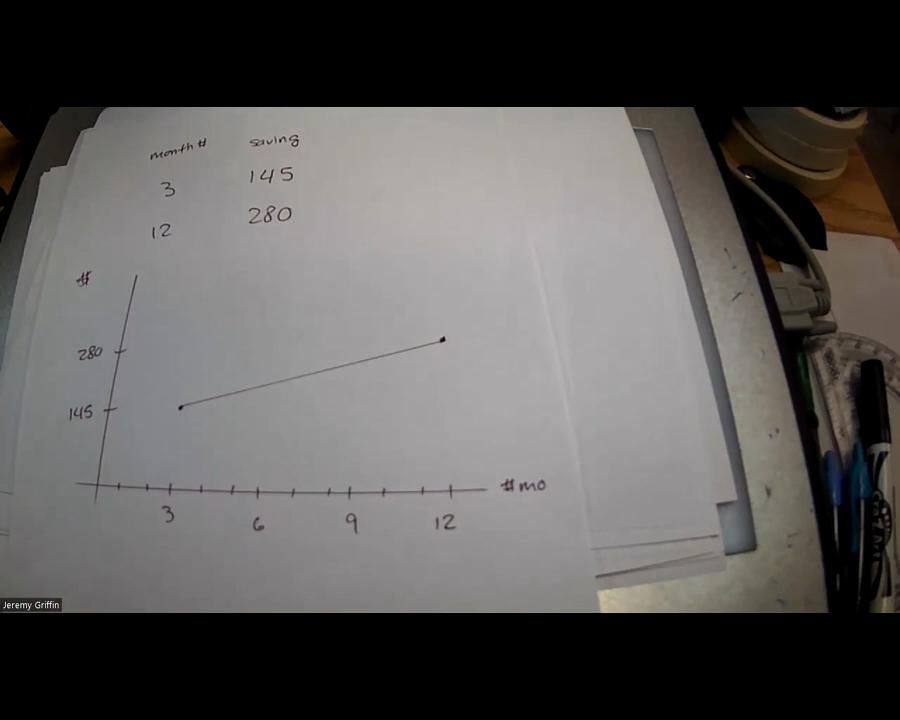 month# saving
3 145
12 280
#
280
145
#mo
3 6 9 12
Jeremy Griffin